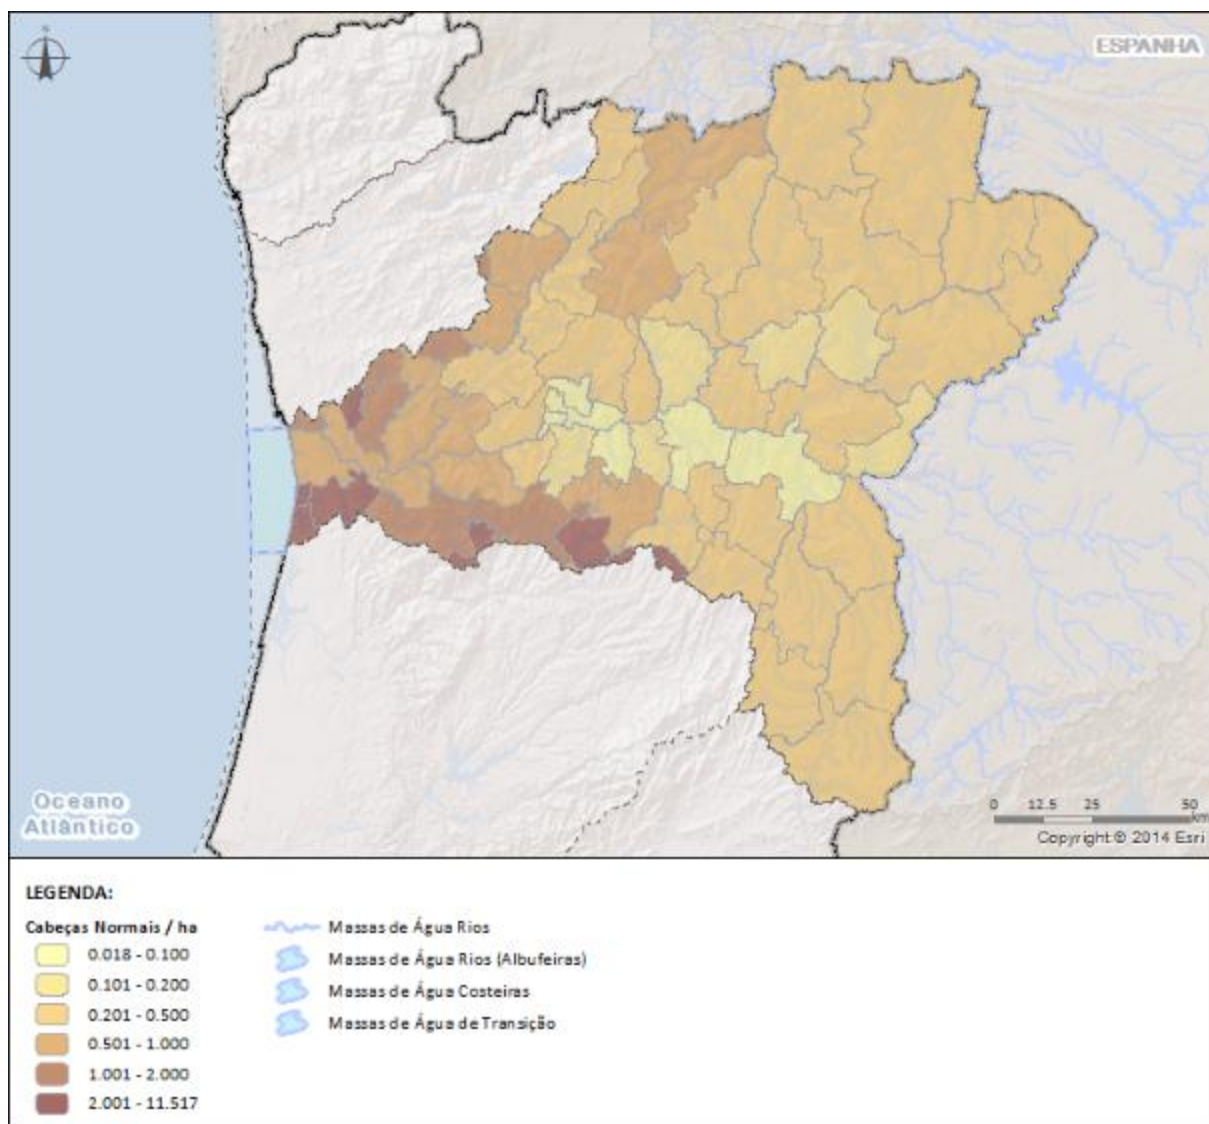 N
ESPANHA
Oceano
Atlântico
0 12.5 25 50
km
Copyright © 2014 Esri
LEGENDA:
Cabeças Normais / ha
0.018 - 0.100
0.101 - 0.200
0.201 - 0.500
0.501 - 1.000
1.001 - 2.000
2.001 - 11.517
Massas de Água Rios
Massas de Água Rios (Albufeiras)
Massas de Água Costeiras
Massas de Água de Transição